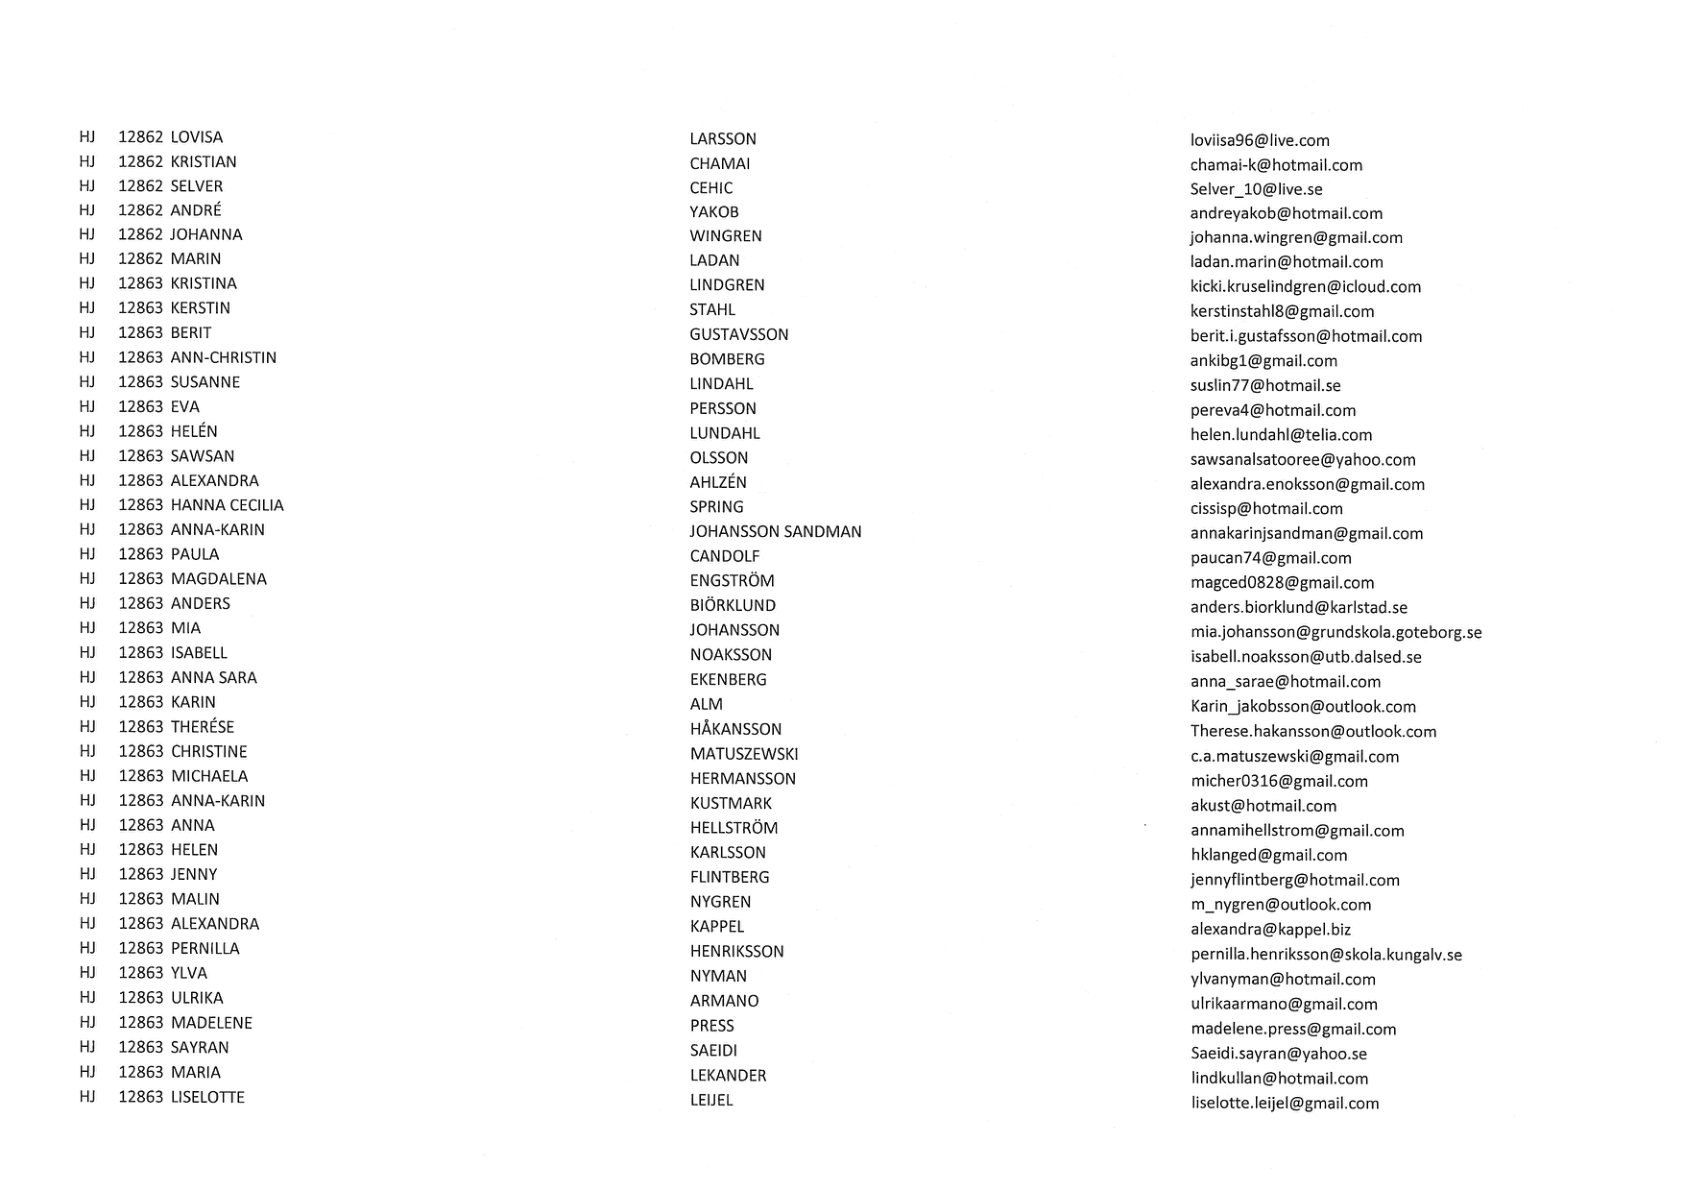 HJ 12862 LOVISA LARSSON loviisa96@live.com
HJ 12862 KRISTIAN CHAMAI chamai-k@hotmail.com
HJ 12862 SELVER CEHIC Selver_10@live.se
HJ 12862 ANDRÉ YAKOB andreyakob@hotmail.com
HJ 12862 JOHANNA WINGREN johanna.wingren@gmail.com
HJ 12862 MARIN LADAN ladan.marin@hotmail.com
HJ 12863 KRISTINA LINDGREN kicki.kruselindgren@icloud.com
HJ 12863 KERSTIN STAHL kerstinstahl8@gmail.com
HJ 12863 BERIT GUSTAVSSON berit.i.gustafsson@hotmail.com
HJ 12863 ANN-CHRISTIN BOMBERG ankibg1@gmail.com
HJ 12863 SUSANNE LINDAHL suslin77@hotmail.se
HJ 12863 EVA PERSSON pereva4@hotmail.com
HJ 12863 HELÉN LUNDAHL helen.lundahl@telia.com
HJ 12863 SAWSAN OLSSON sawsanalsatooree@yahoo.com
HJ 12863 ALEXANDRA AHLZÉN alexandra.enoksson@gmail.com
HJ 12863 HANNA CECILIA SPRING cissisp@hotmail.com
HJ 12863 ANNA-KARIN JOHANSSON SANDMAN annakarinjsandman@gmail.com
HJ 12863 PAULA CANDOLF paucan74@gmail.com
HJ 12863 MAGDALENA ENGSTRÖM magced0828@gmail.com
HJ 12863 ANDERS BIÖRKLUND anders.biorklund@karlstad.se
HJ 12863 MIA JOHANSSON mia.johansson@grundskola.goteborg.se
HJ 12863 ISABELL NOAKSSON isabell.noaksson@utb.dalsed.se
HJ 12863 ANNA SARA EKENBERG anna_sarae@hotmail.com
HJ 12863 KARIN ALM Karin_jakobsson@outlook.com
HJ 12863 THERÉSE HÅKANSSON Therese.hakansson@outlook.com
HJ 12863 CHRISTINE MATUSZEWSKI c.a.matuszewski@gmail.com
HJ 12863 MICHAELA HERMANSSON micher0316@gmail.com
HJ 12863 ANNA-KARIN KUSTMARK akust@hotmail.com
HJ 12863 ANNA HELLSTRÖM annamihellstrom@gmail.com
HJ 12863 HELEN KARLSSON hklanged@gmail.com
HJ 12863 JENNY FLINTBERG jennyflintberg@hotmail.com
HJ 12863 MALIN NYGREN m_nygren@outlook.com
HJ 12863 ALEXANDRA KAPPEL alexandra@kappel.biz
HJ 12863 PERNILLA HENRIKSSON pernilla.henriksson@skola.kungalv.se
HJ 12863 YLVA NYMAN ylvanyman@hotmail.com
HJ 12863 ULRIKA ARMANO ulrikaarmano@gmail.com
HJ 12863 MADELENE PRESS madelene.press@gmail.com
HJ 12863 SAYRAN SAEIDI Saeidi.sayran@yahoo.se
HJ 12863 MARIA LEKANDER lindkullan@hotmail.com
HJ 12863 LISELOTTE LEIJEL liselotte.leijel@gmail.com